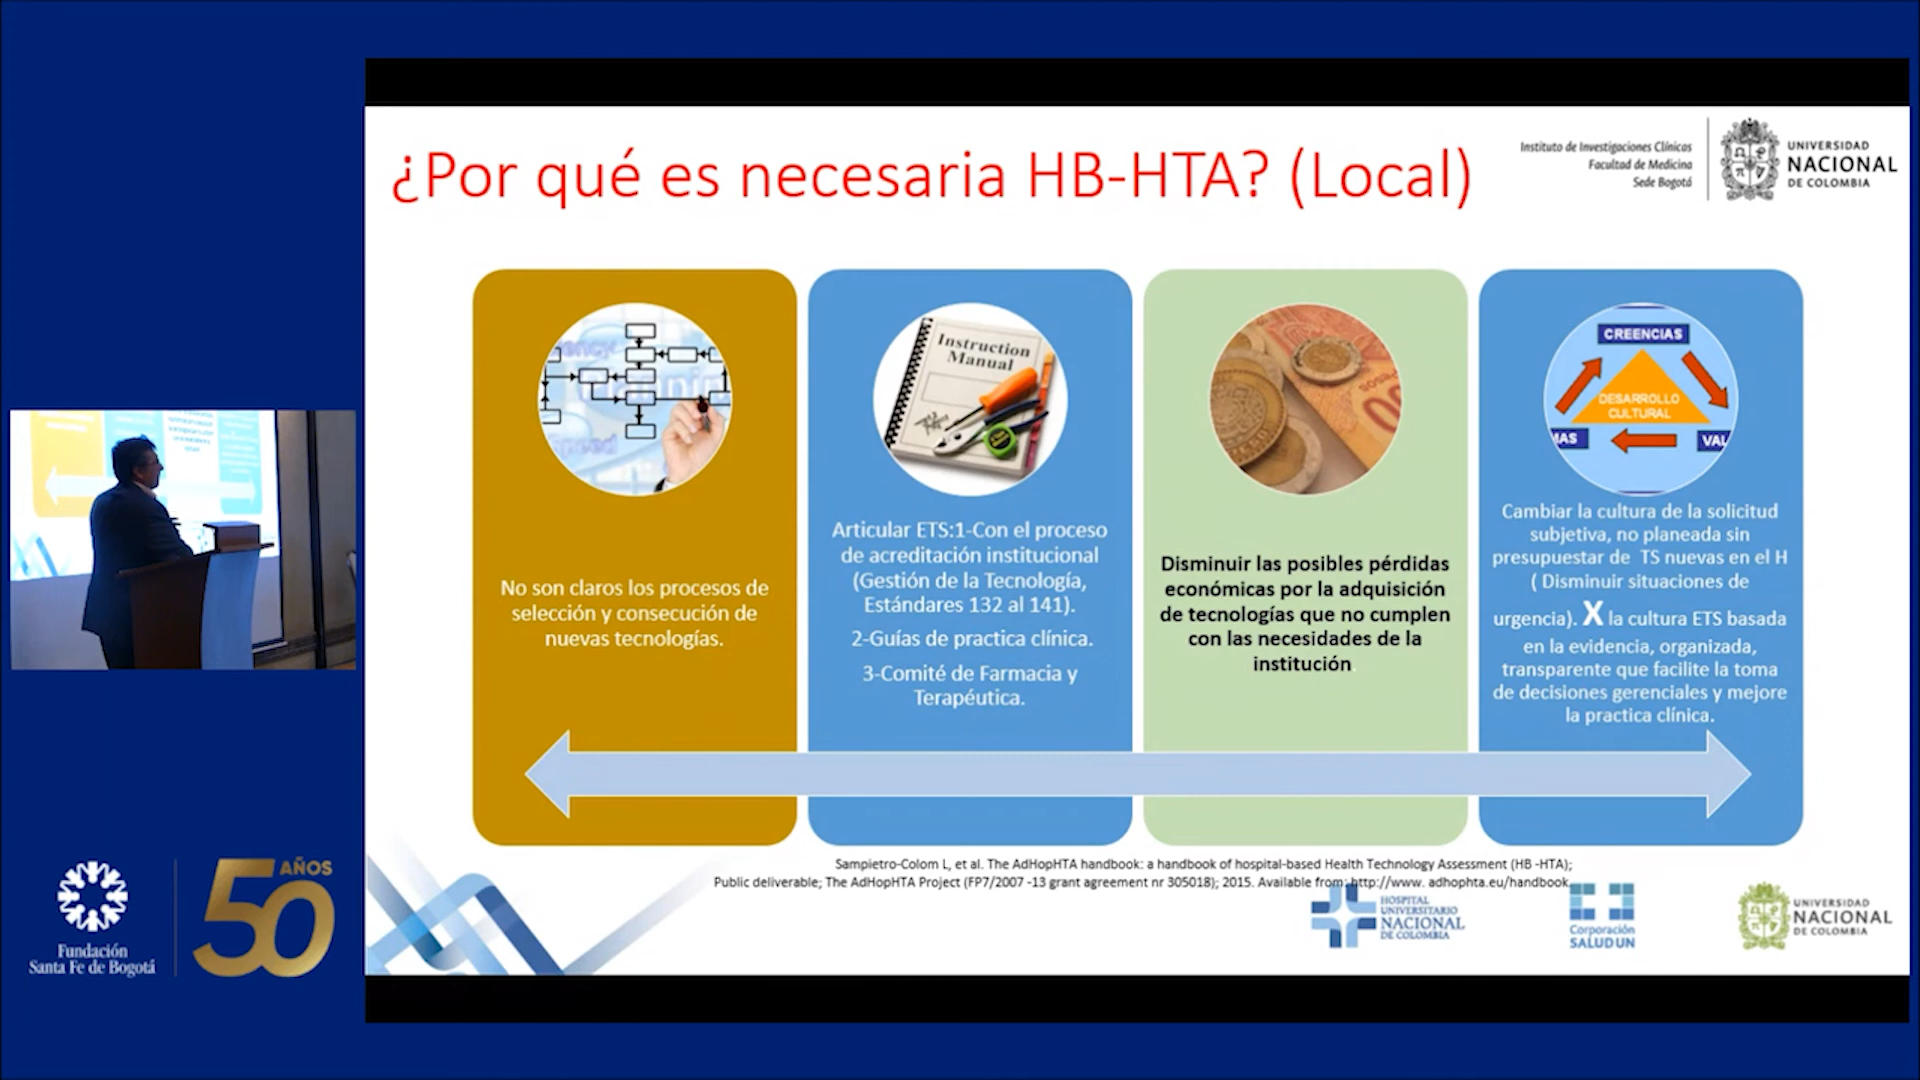 ¿Por qué es necesaria HB-HTA? (Local)
Instituto de Investigaciones Clínicas
Facultad de Medicina
Sede Bogotá
UNIVERSIDAD
NACIONAL
DE COLOMBIA
No son claros los procesos de
selección y consecución de
nuevas tecnologías.
Instruction
Manual
Articular ETS:1-Con el proceso
de acreditación institucional
(Gestión de la Tecnología,
Estándares 132 al 141).
2-Guías de practica clínica.
3-Comité de Farmacia y
Terapéutica.
Disminuir las posibles pérdidas
económicas por la adquisición
de tecnologías que no cumplen
con las necesidades de la
institución
CREENCIAS
DESARROLLO
CULTURAL
Cambiar la cultura de la solicitud
subjetiva, no planeada sin
presupuestar de TS nuevas en el H
( Disminuir situaciones de
urgencia). X la cultura ETS basada
en la evidencia, organizada,
transparente que facilite la toma
de decisiones gerenciales y mejore
la practica clínica.
Sampietro-Colom L, et al. The AdHopHTA handbook: a handbook of hospital-based Health Technology Assessment (HB -HTA);
Public deliverable; The AdHopHTA Project (FP7/2007 -13 grant agreement nr 305018); 2015. Available from: http://www. adhophta.eu/handbook.
HOSPITAL
UNIVERSITARIO
NACIONAL
DE COLOMBIA
Corporación
SALUD UN
UNIVERSIDAD
NACIONAL
DE COLOMBIA
Fundación
Santa Fe de Bogotá
50 AÑOS